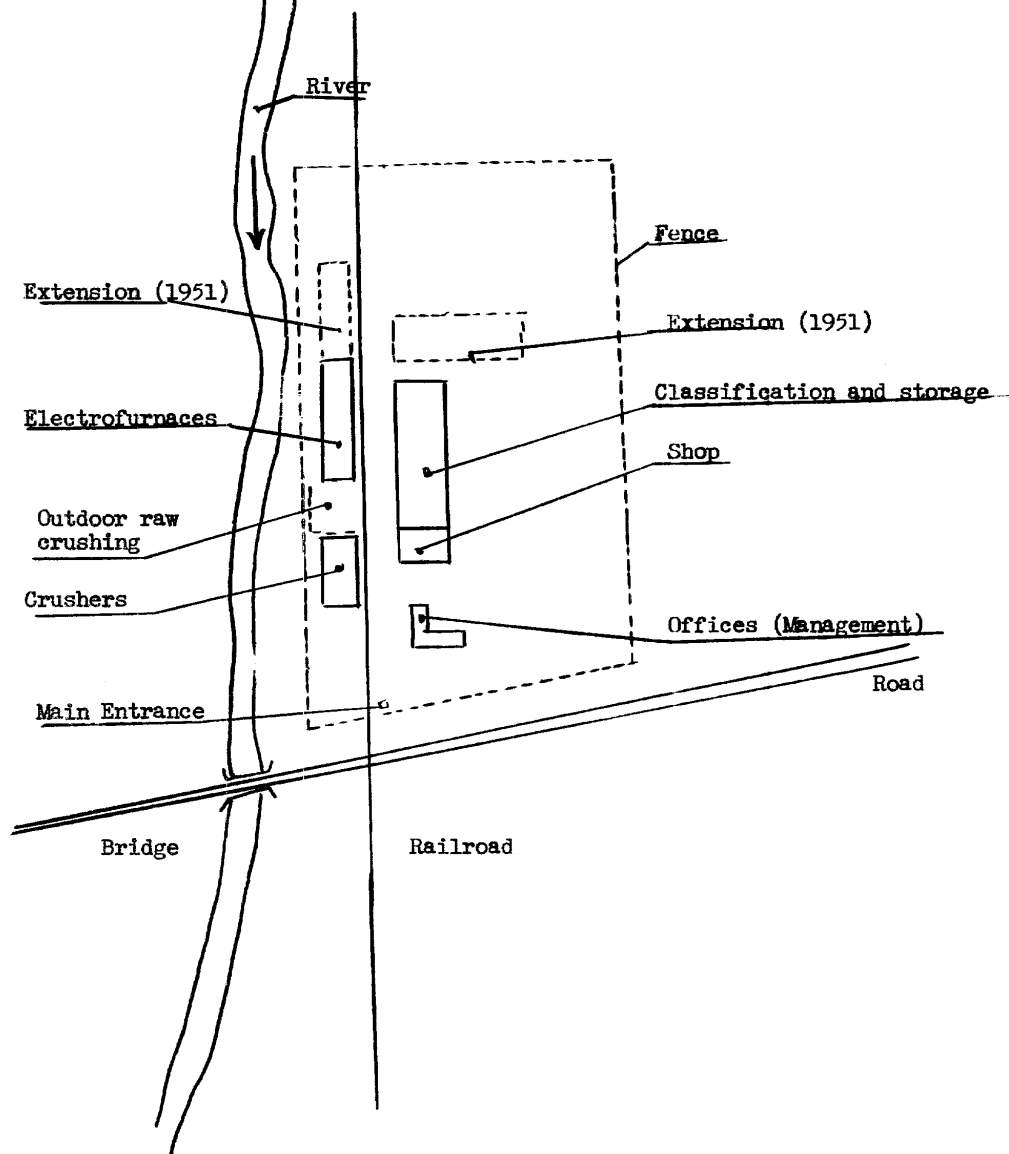 River
Fence
Extension (1951)
Extension (1951)
Classification and storage
Electrofurnaces
Shop
Outdoor raw
crushing
Crushers
Offices (Management)
Road
Main Entrance
Bridge
Railroad